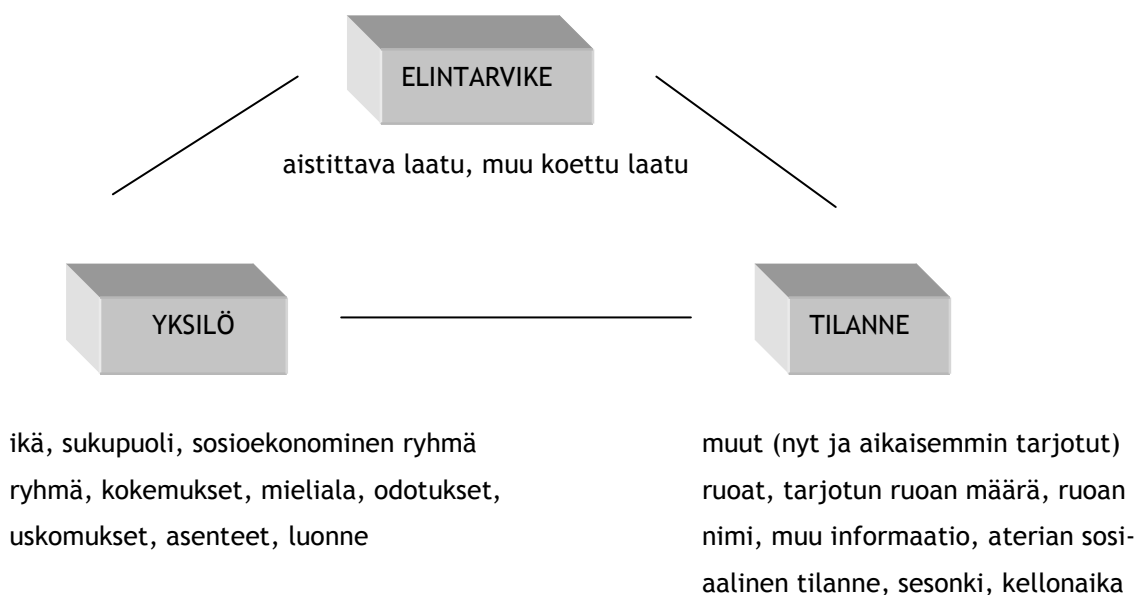 ELINTARVIKE
aistittava laatu, muu koettu laatu
YKSILÖ
TILANNE
ikä, sukupuoli, sosioekonominen ryhmä
ryhmä, kokemukset, mieliala, odotukset,
uskomukset, asenteet, luonne
muut (nyt ja aikaisemmin tarjotut)
ruoat, tarjotun ruoan määrä, ruoan
nimi, muu informaatio, aterian sosi-
aalinen tilanne, sesonki, kellonaika